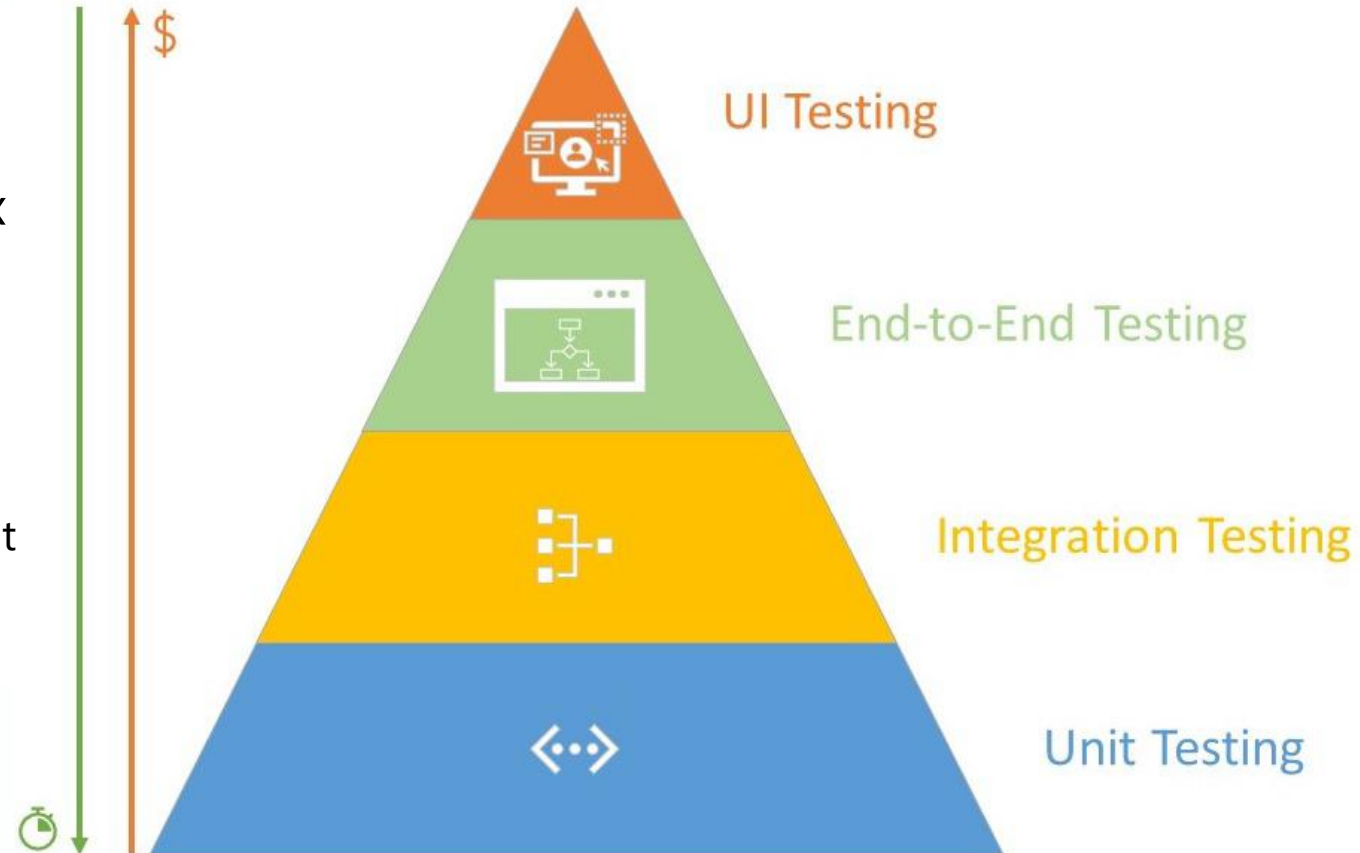 $
UI Testing
x
End-to-End Testing
t
Integration Testing
Unit Testing